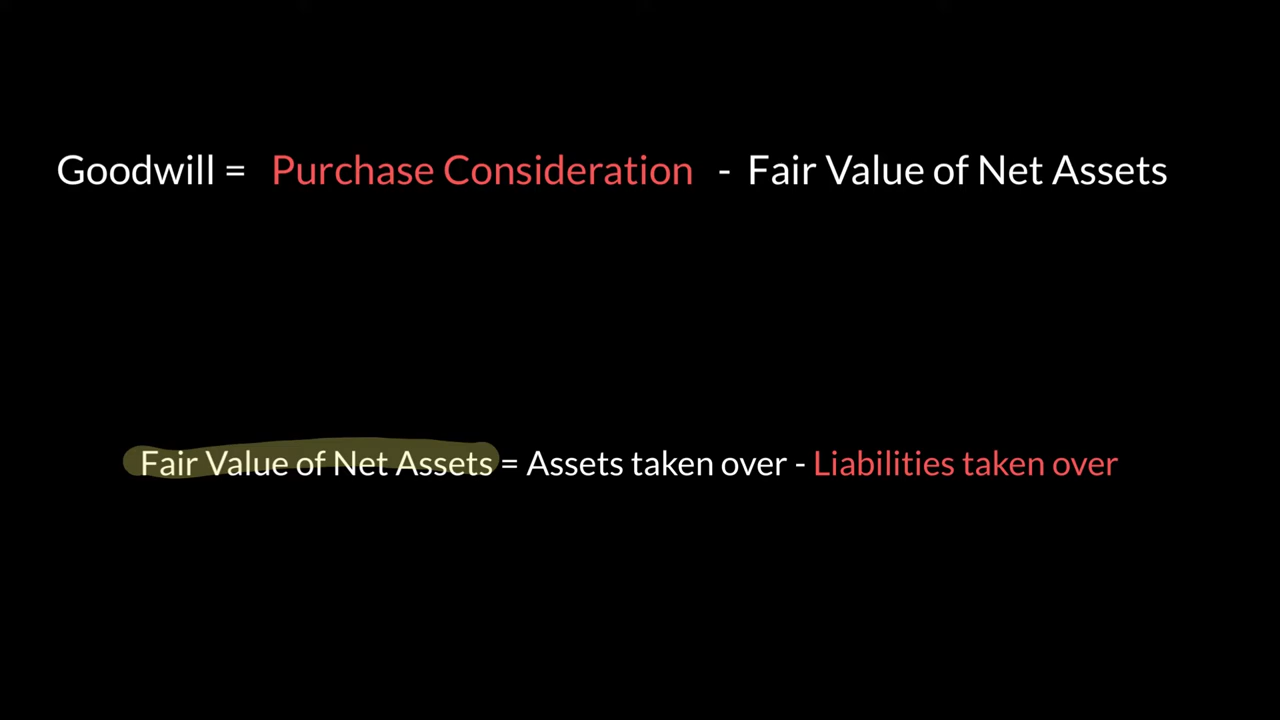 Goodwill = Purchase Consideration - Fair Value of Net Assets
Fair Value of Net Assets = Assets taken over - Liabilities taken over